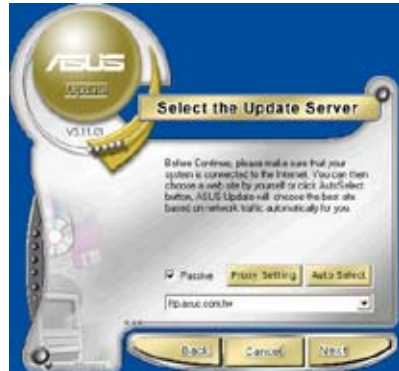 ASUS
Update
V5.11.01
Select the Update Server
Before Continue, please make sure that your
system is connected to the Internet. You can then
choose a web site by yourself or click AutoSelect
button, ASUS Update will choose the best site
based on network traffic automatically for you.
Passive
Proxy Setting
Auto Select
ftp.asus.com.tw
Back
Cancel
Next